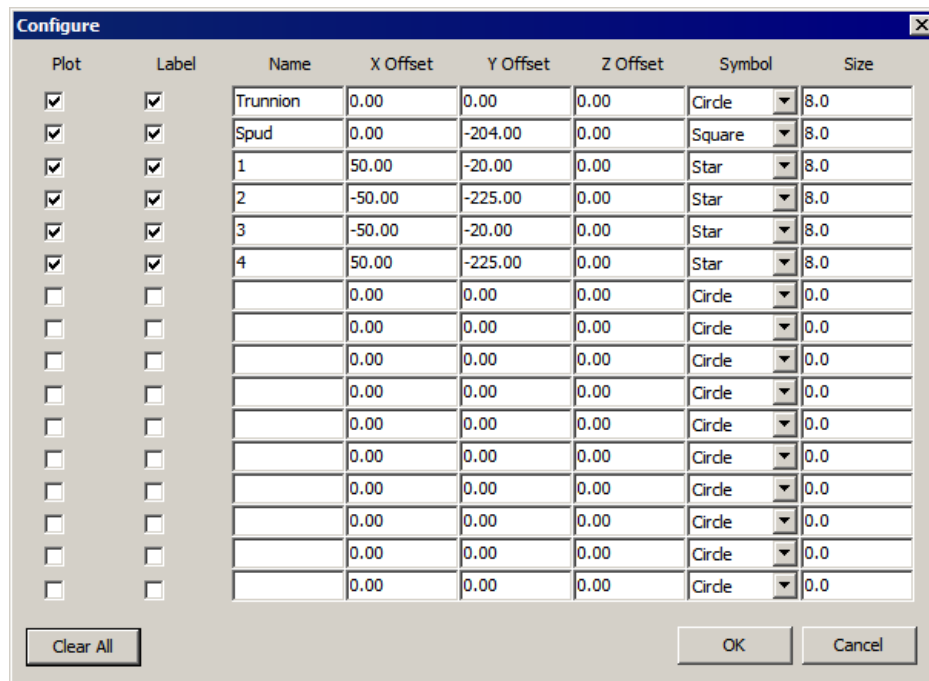 Configure
Plot Label Name X Offset Y Offset Z Offset Symbol Size
Trunnion 0.00 0.00 0.00 Circle 8.0
Spud 0.00 -204.00 0.00 Square 8.0
1 50.00 -20.00 0.00 Star 8.0
2 -50.00 -225.00 0.00 Star 8.0
3 -50.00 -20.00 0.00 Star 8.0
4 50.00 -225.00 0.00 Star 8.0
0.00 0.00 0.00 Circle 0.0
0.00 0.00 0.00 Circle 0.0
0.00 0.00 0.00 Circle 0.0
0.00 0.00 0.00 Circle 0.0
0.00 0.00 0.00 Circle 0.0
0.00 0.00 0.00 Circle 0.0
0.00 0.00 0.00 Circle 0.0
0.00 0.00 0.00 Circle 0.0
0.00 0.00 0.00 Circle 0.0
0.00 0.00 0.00 Circle 0.0
Clear All OK Cancel